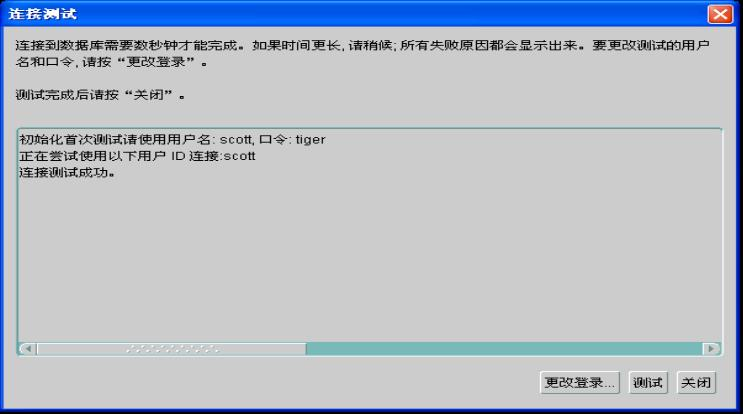 连接测试
连接到数据库需要数秒钟才能完成。如果时间更长, 请稍候; 所有失败原因都会显示出来。要更改测试的用户
名和口令, 请按“更改登录”。
测试完成后请按“关闭”。
初始化首次测试请使用用户名: scott, 口令: tiger
正在尝试使用以下用户 ID 连接:scott
连接测试成功。
更改登录... 测试 关闭